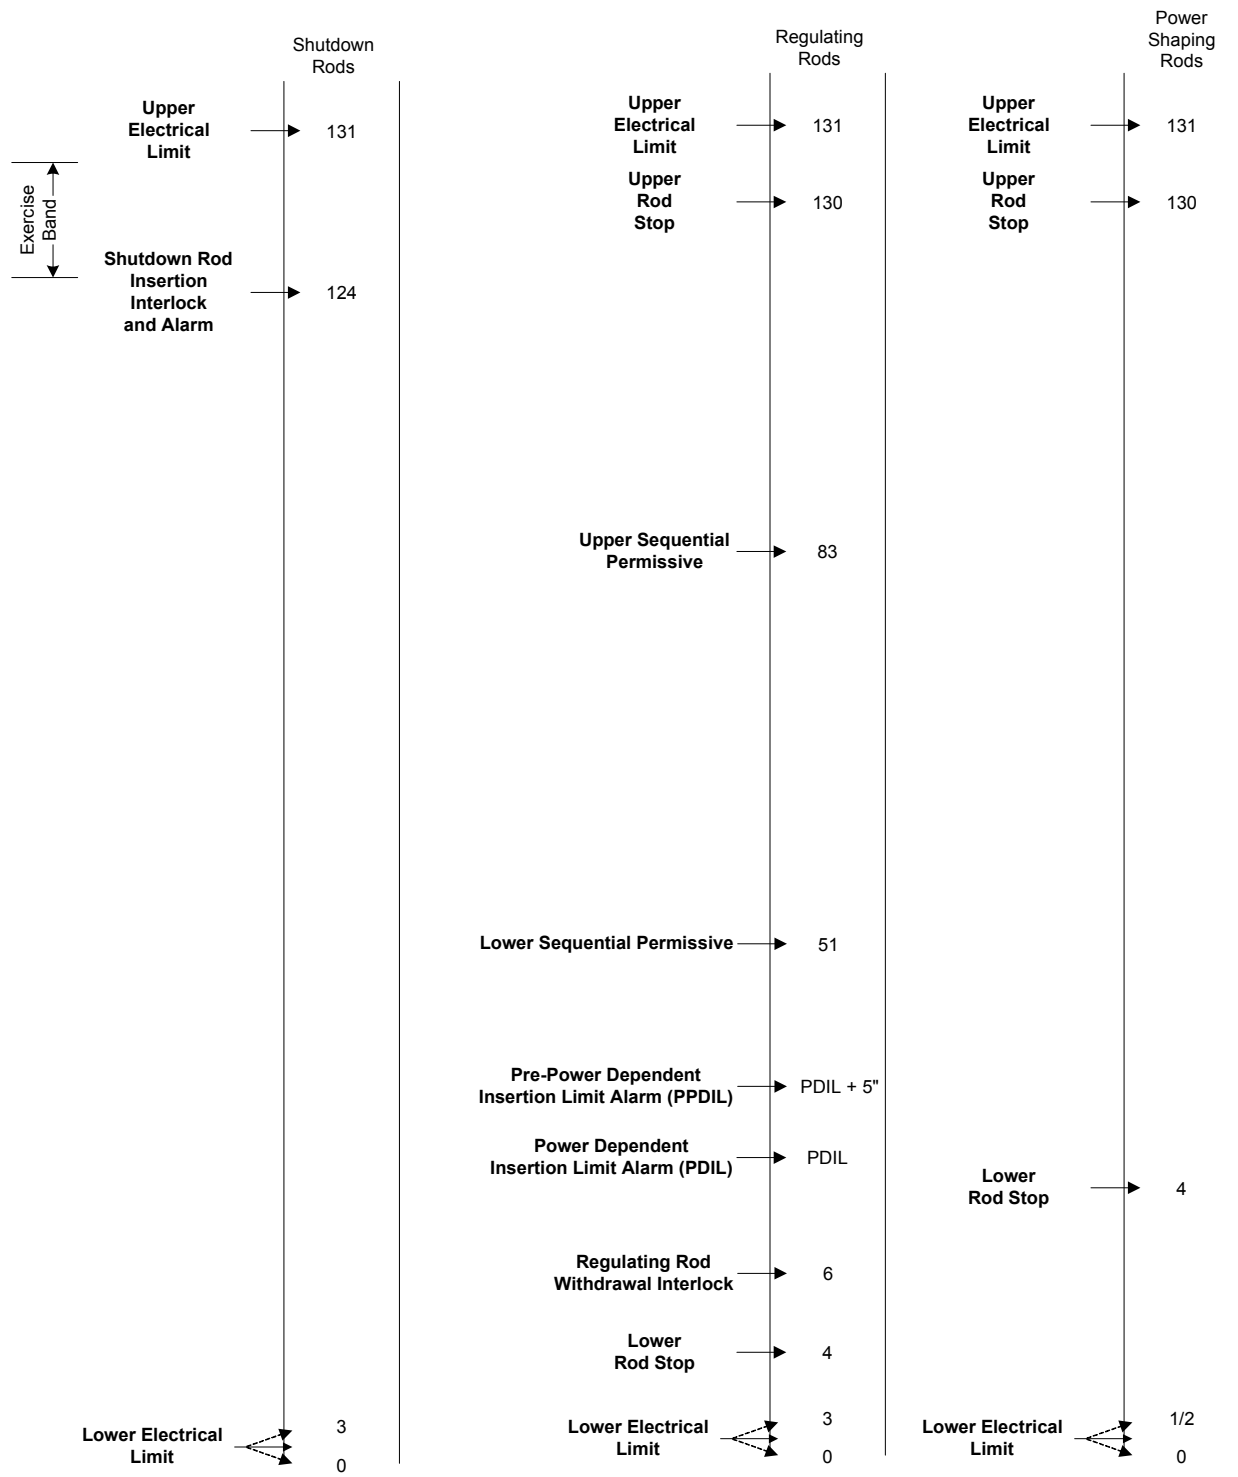 Shutdown
Rods
Upper
Electrical
Limit
131
Exercise
Band
Shutdown Rod
Insertion
Interlock
and Alarm
124
Lower Electrical
Limit
3
0
Regulating
Rods
Upper
Electrical
Limit
131
Upper
Rod
Stop
130
Upper Sequential
Permissive
83
Lower Sequential Permissive
51
Pre-Power Dependent
Insertion Limit Alarm (PPDIL)
PDIL + 5"
Power Dependent
Insertion Limit Alarm (PDIL)
PDIL
Regulating Rod
Withdrawal Interlock
6
Lower
Rod Stop
4
Lower Electrical
Limit
3
0
Power
Shaping
Rods
Upper
Electrical
Limit
131
Upper
Rod
Stop
130
Lower
Rod Stop
4
Lower Electrical
Limit
1/2
0